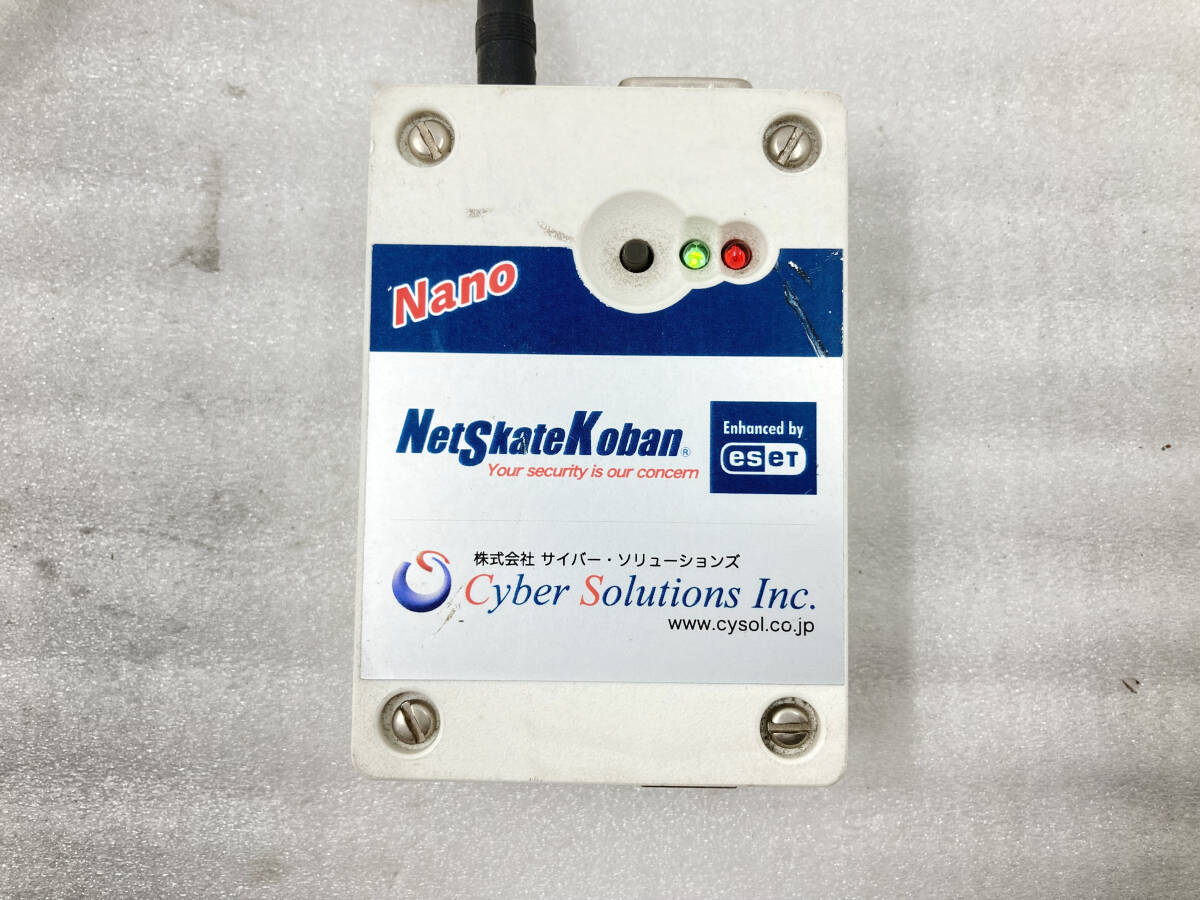 Nano
NetSkateKoban®
Your security is our concern
Enhanced by
eseT
株式会社 サイバー・ソリューションズ
Cyber Solutions Inc.
www.cysol.co.jp